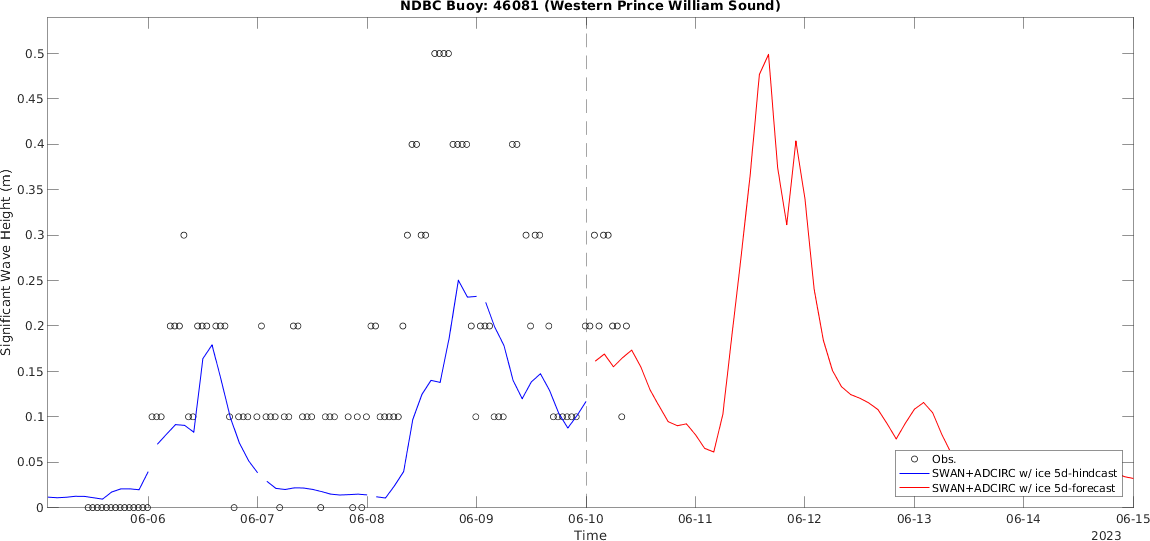 NDBC Buoy: 46081 (Western Prince William Sound)
Significant Wave Height (m)
0.5
0.45
0.4
0.35
0.3
0.25
0.2
0.15
0.1
0.05
0
Obs.
SWAN+ADCIRC w/ ice 5d-hindcast
SWAN+ADCIRC w/ ice 5d-forecast
06-06 06-07 06-08 06-09 06-10 06-11 06-12 06-13 06-14 06-15
Time
2023